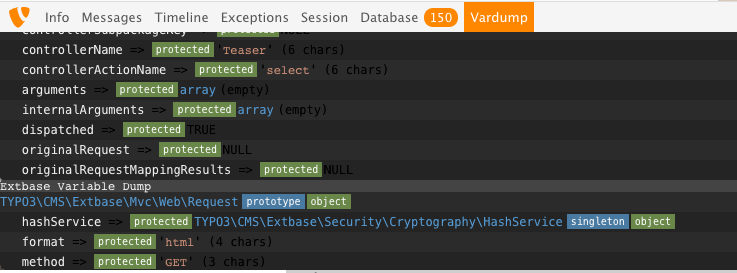 Info Messages Timeline Exceptions Session Database 150 Vardump
controllerSubpackageKey => protected NULL
controllerName => protected 'Teaser' (6 chars)
controllerActionName => protected 'select' (6 chars)
arguments => protected array (empty)
internalArguments => protected array (empty)
dispatched => protected TRUE
originalRequest => protected NULL
originalRequestMappingResults => protected NULL
Extbase Variable Dump
TYPO3\CMS\Extbase\Mvc\Web\Request prototype object
hashService => protected TYPO3\CMS\Extbase\Security\Cryptography\HashService singleton object
format => protected 'html' (4 chars)
method => protected 'GET' (3 chars)